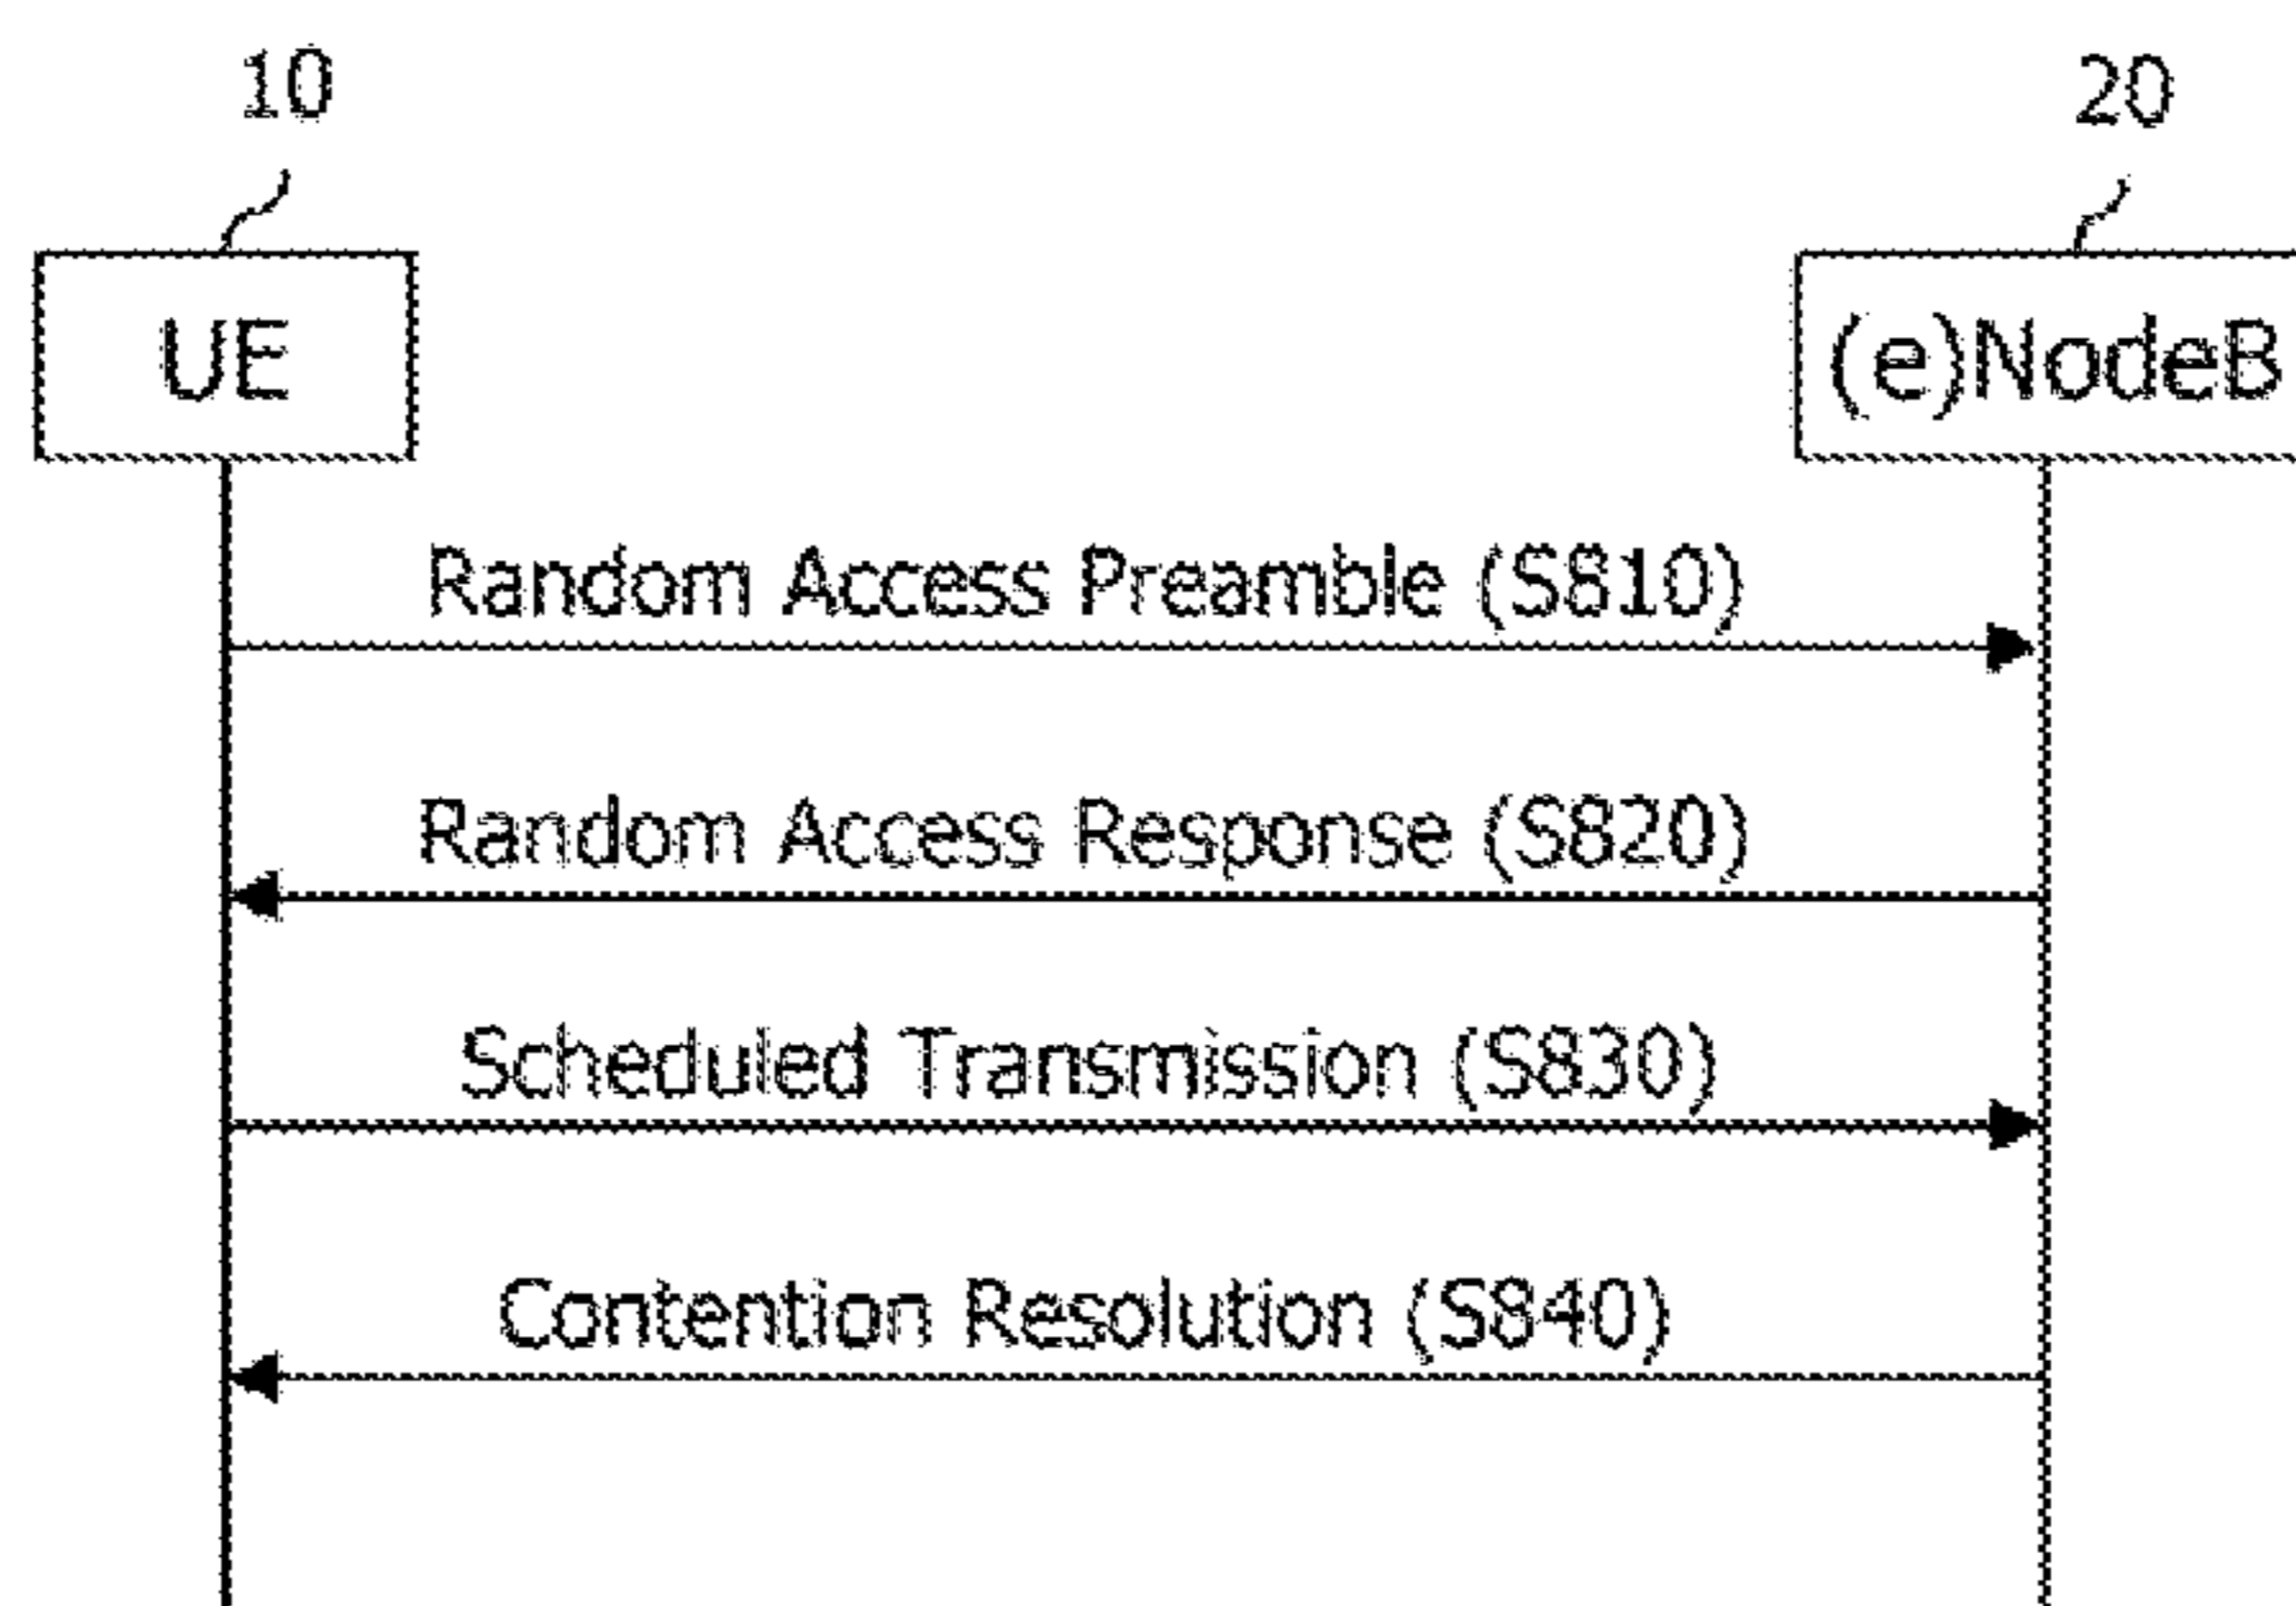 10
20
UE
(e)NodeB
Random Access Preamble (S810)
Random Access Response (S820)
Scheduled Transmission (S830)
Contention Resolution (S840)